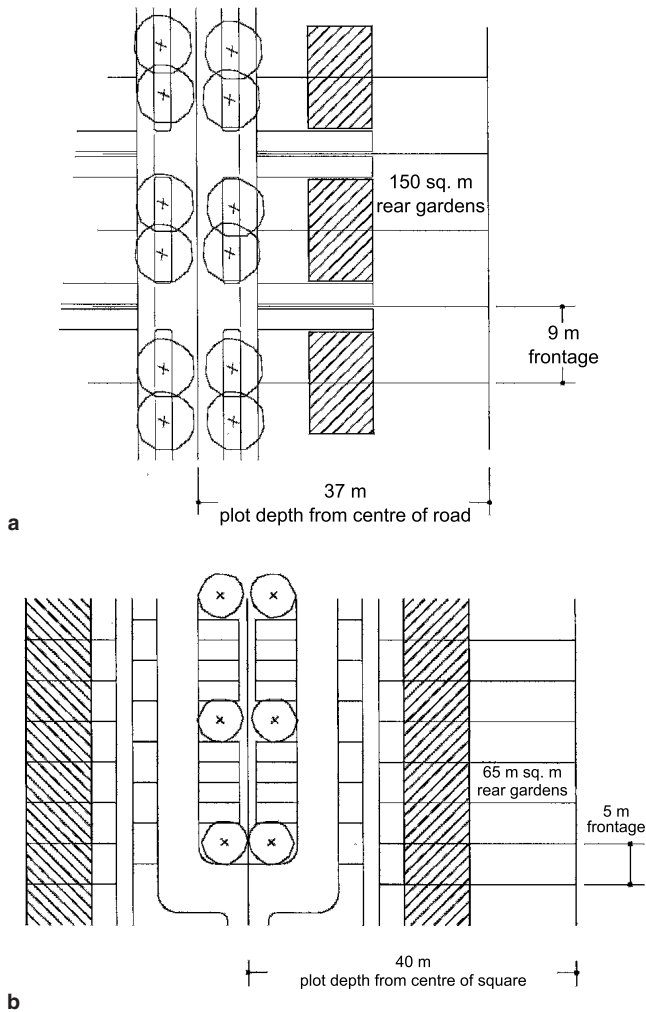 150 sq. m
rear gardens
9 m
frontage
37 m
plot depth from centre of road
a
65 m sq. m
rear gardens
5 m
frontage
40 m
plot depth from centre of square
b